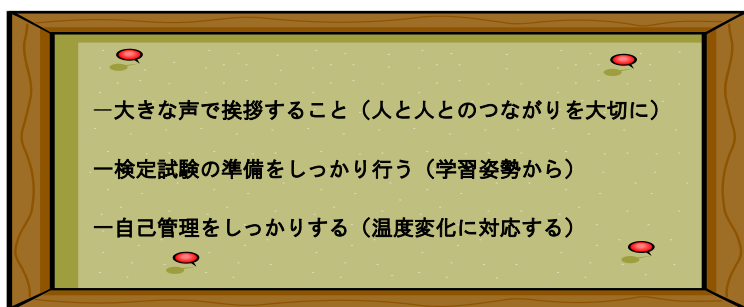 ―大きな声で挨拶すること（人と人とのつながりを大切に）
ー検定試験の準備をしっかり行う（学習姿勢から）
ー自己管理をしっかりする（温度変化に対応する）